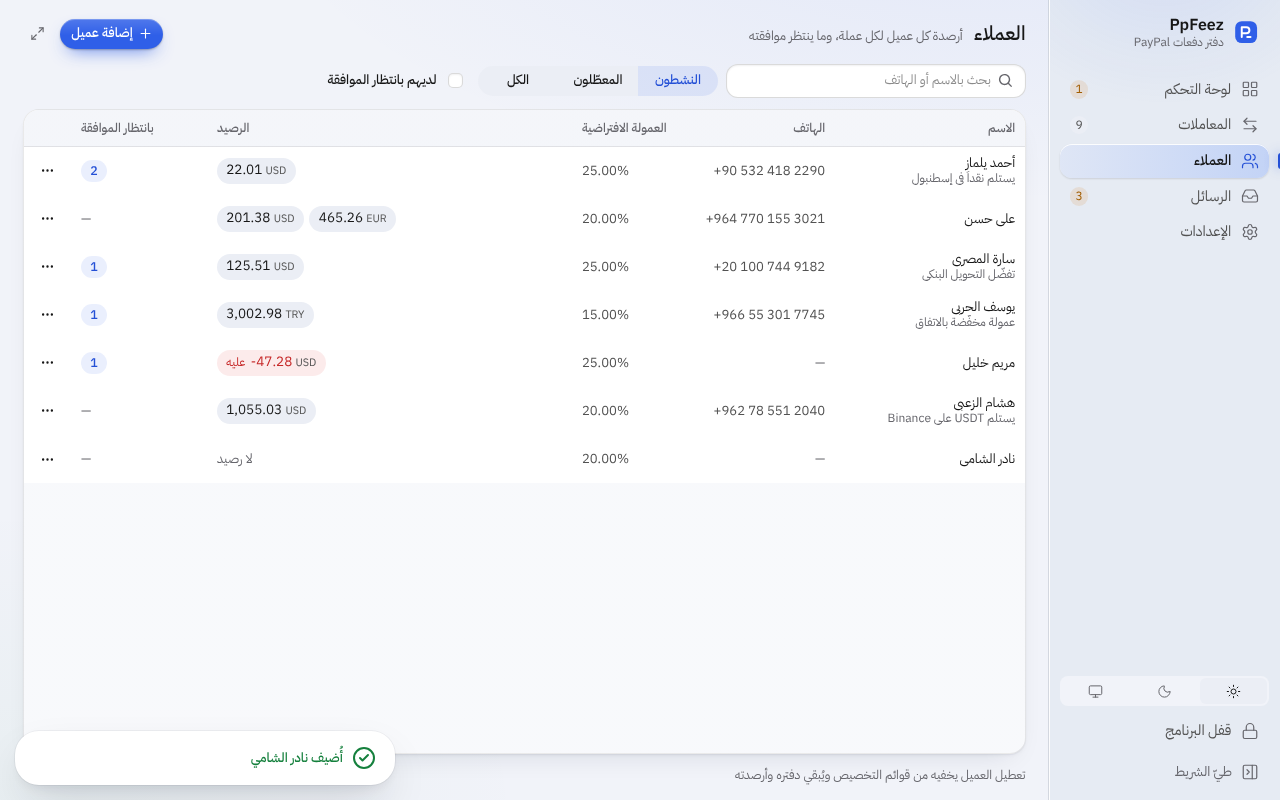 PpFeez
دفتر دفعات PayPal
لوحة التحكم 1
المعاملات 9
العملاء
الرسائل 3
الإعدادات
قفل البرنامج
طيّ الشريط
العملاء أرصدة كل عميل لكل عملة، وما ينتظر موافقته
إضافة عميل
بحث بالاسم أو الهاتف
النشطون المعطّلون الكل
لديهم بانتظار الموافقة
الاسم الهاتف العمولة الافتراضية الرصيد بانتظار الموافقة
أحمد يلماز +90 532 418 2290 25.00% 22.01 USD 2
يستلم نقداً في إسطنبول
علي حسن +964 770 155 3021 20.00% 465.26 EUR 201.38 USD —
سارة المصري +20 100 744 9182 25.00% 125.51 USD 1
تفضّل التحويل البنكي
يوسف الحربي +966 55 301 7745 15.00% 3,002.98 TRY 1
عمولة مخفّضة بالاتفاق
مريم خليل — 25.00% -47.28 USD عليه 1
هشام الزعبي +962 78 551 2040 20.00% 1,055.03 USD —
يستلم USDT على Binance
نادر الشامي — 20.00% لا رصيد —
تعطيل العميل يخفيه من قوائم التخصيص ويُبقي دفتره وأرصدته
أُضيف نادر الشامي